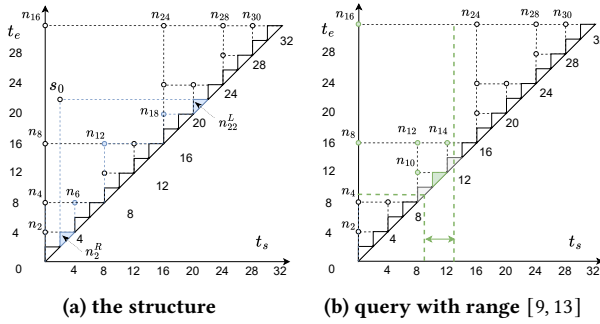 n_16 n_24 n_28 n_30
t_e
28
24
s_0
20
n_18
n_22^L
n_8 n_12
16
12
n_4 n_6
8
n_2
4
n_2^R
0
4 8 12 16 20 24 28 32
t_s
4 8 12 16 20 24 28 32
(a) the structure
n_16 n_24 n_28 n_30
t_e
28
24
20
n_8 n_12 n_14
16
n_10
12
n_4
8
n_2
4
0
4 8 12 16 20 24 28
t_s
4 8 12 16 20 24 28 32
(b) query with range [9, 13]